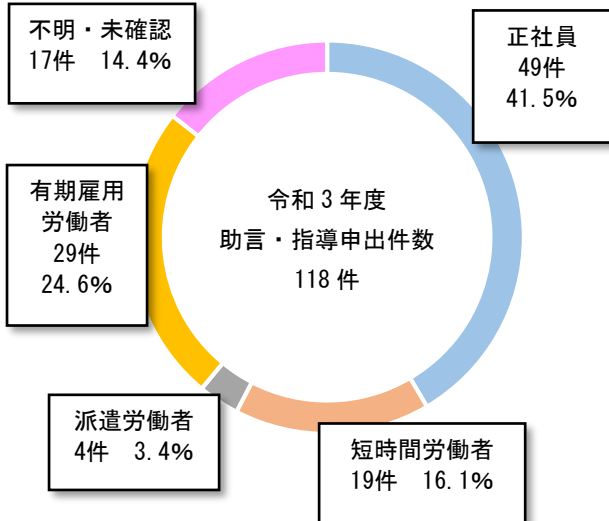 不明・未確認
17件　14.4%
正社員
49件
41.5%
有期雇用
労働者
29件
24.6%
令和3年度
助言・指導申出件数
118件
派遣労働者
4件　3.4%
短時間労働者
19件　16.1%